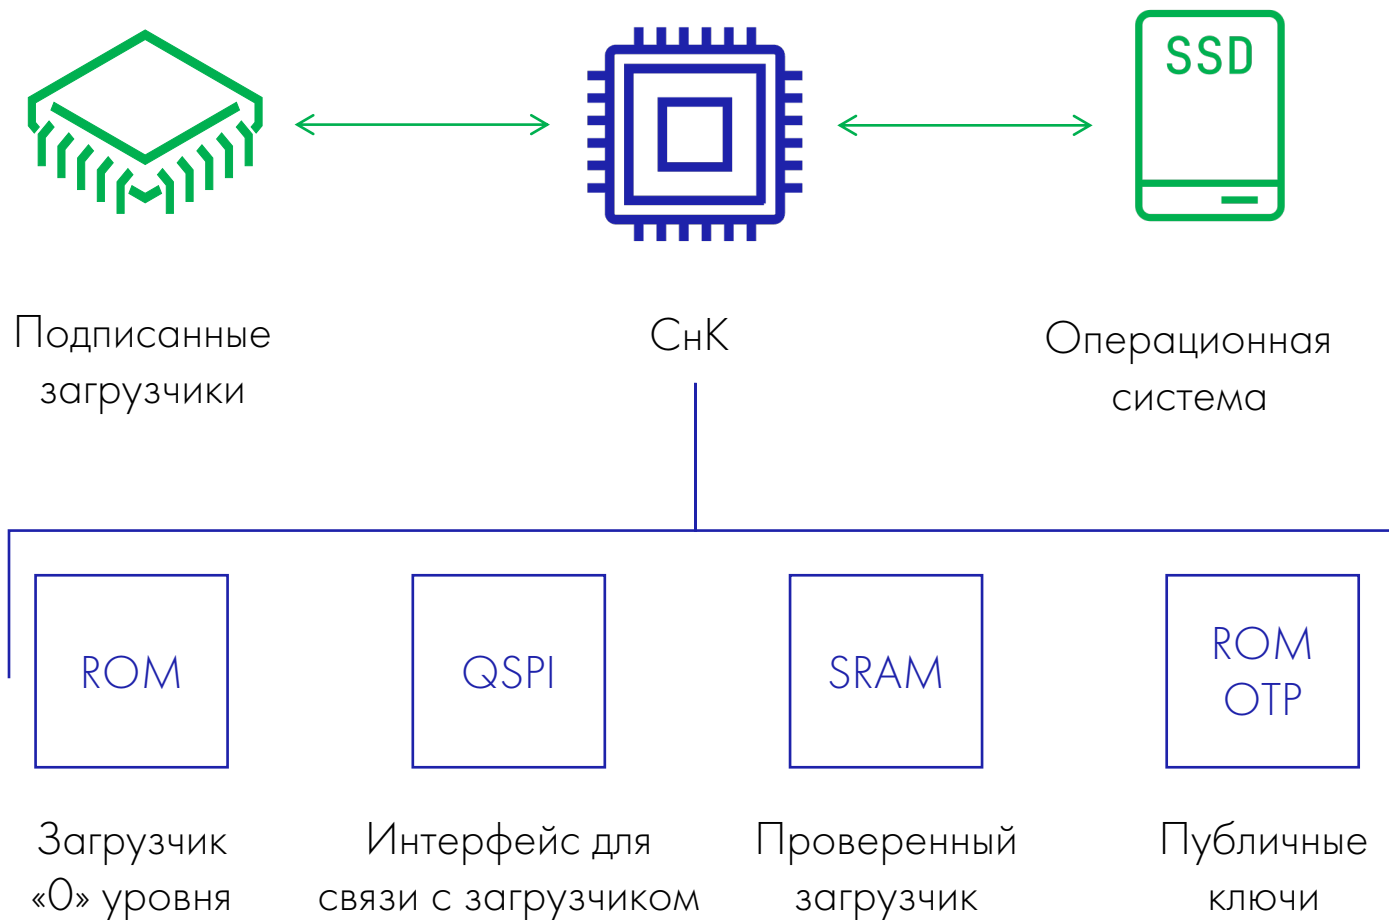 SSD
Подписанные
загрузчики
СнК
Операционная
система
ROM
QSPI
SRAM
ROM
OTP
Загрузчик
«0» уровня
Интерфейс для
связи с загрузчиком
Проверенный
загрузчик
Публичные
ключи